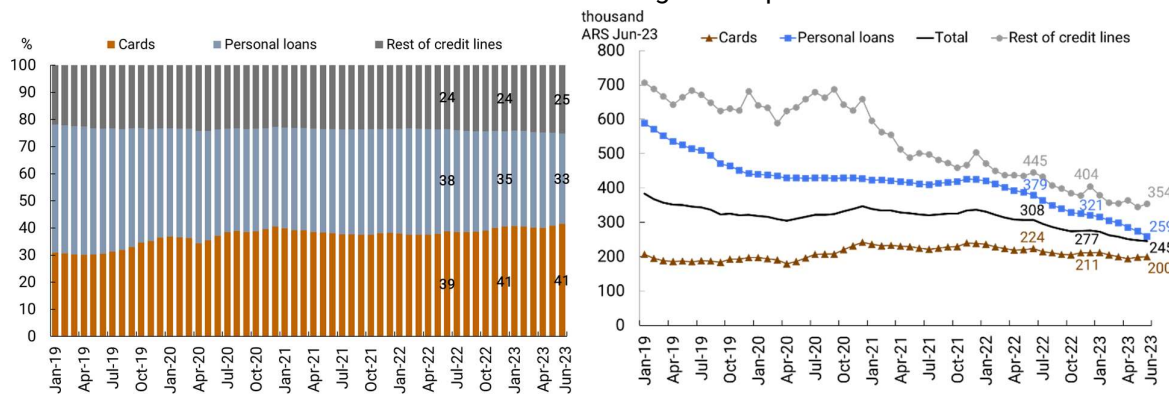 %
Cards Personal loans Rest of credit lines
100
90
80
70
60
50
40
30
20
10
0
24 24 25
38 35 33
39 41 41
Jan-19 Apr-19 Jul-19 Oct-19 Jan-20 Apr-20 Jul-20 Oct-20 Jan-21 Apr-21 Jul-21 Oct-21 Jan-22 Apr-22 Jul-22 Oct-22 Jan-23 Apr-23 Jun-23
thousand
ARS Jun-23
Cards Personal loans Total Rest of credit lines
800
700
600
500
400
300
200
100
0
445 404 354
379 321 259
308 277 245
224 211 200
Jan-19 Apr-19 Jul-19 Oct-19 Jan-20 Apr-20 Jul-20 Oct-20 Jan-21 Apr-21 Jul-21 Oct-21 Jan-22 Apr-22 Jul-22 Oct-22 Jan-23 Apr-23 Jun-23